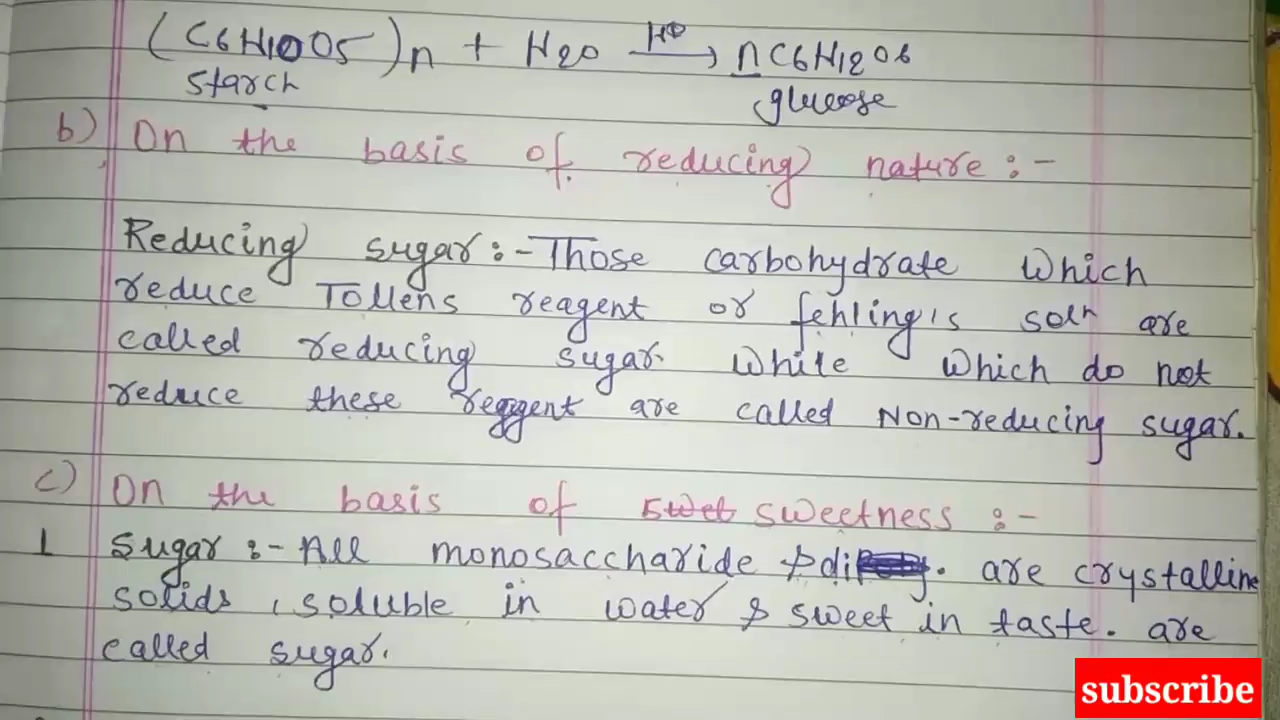 (C6H10O5)n + H2O H⊕→ nC6H12O6
Starch glucose
b) On the basis of reducing nature :-
Reducing sugar :- Those carbohydrate which
reduce Tollens reagent or fehling's soln are
called reducing sugar. While which do not
reduce these reggent are called Non-reducing sugar.
c) On the basis of swet sweetness :-
1 Sugar :- All monosaccharide & di. are crystalline
solids, soluble in water & sweet in taste. are
called sugar.
subscribe